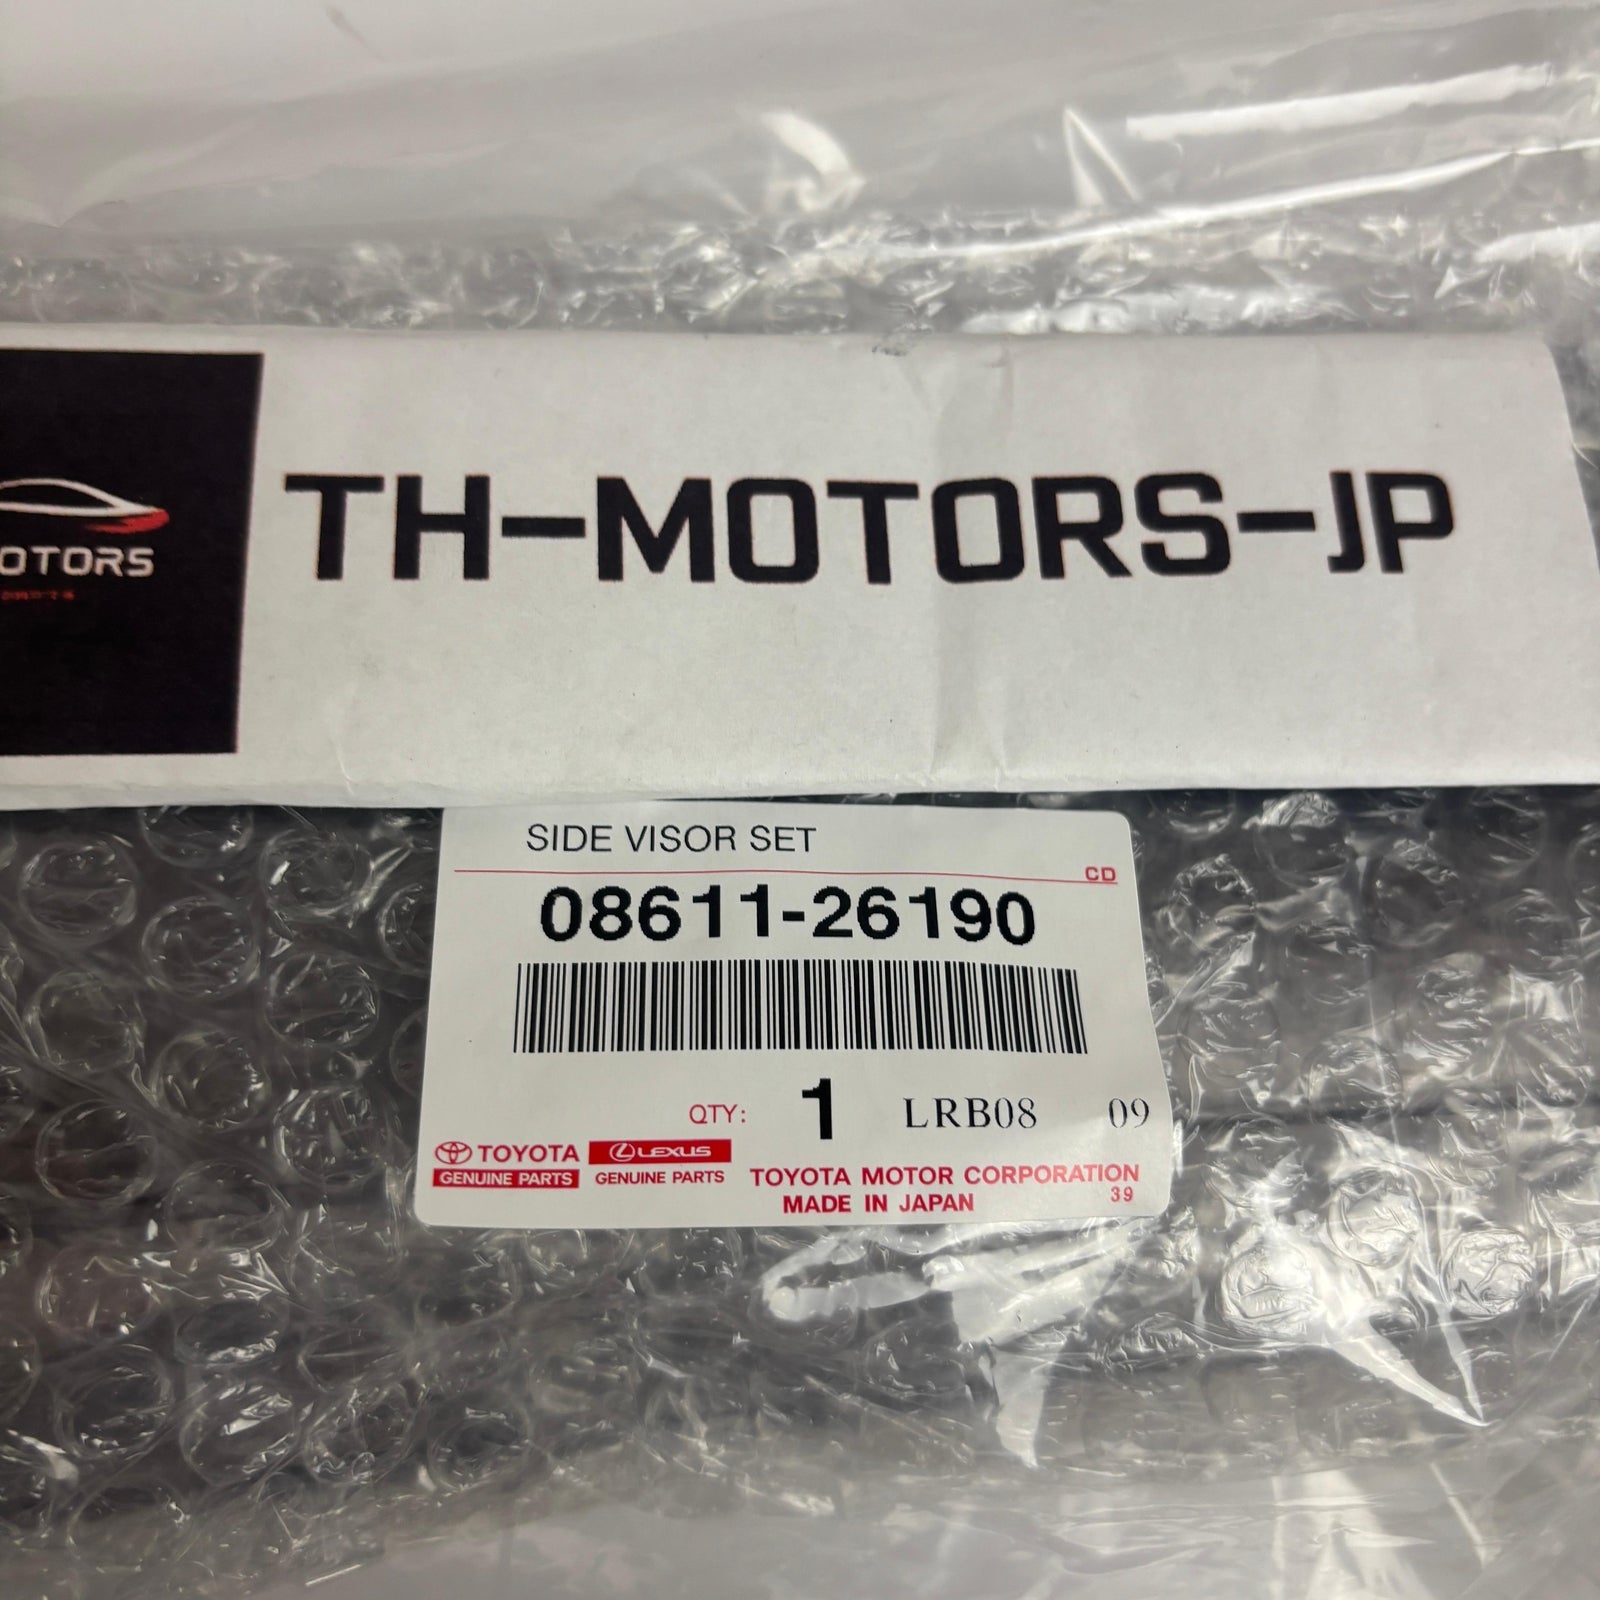 TH-MOTORS-JP
OTORS
SIDE VISOR SET
CD
08611-26190
QTY: 1 LRB08 09
TOYOTA LEXUS
GENUINE PARTS GENUINE PARTS TOYOTA MOTOR CORPORATION
MADE IN JAPAN 39